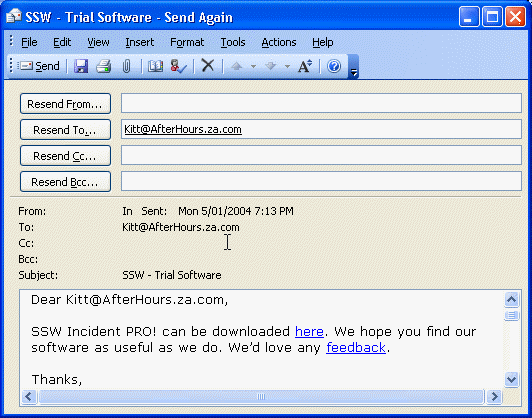 SSW - Trial Software - Send Again
File Edit View Insert Format Tools Actions Help
Send
Resend From...
Resend To... Kitt@AfterHours.za.com
Resend Cc...
Resend Bcc...
From: In Sent: Mon 5/01/2004 7:13 PM
To: Kitt@AfterHours.za.com
Cc:
Bcc:
Subject: SSW - Trial Software
Dear Kitt@AfterHours.za.com,
SSW Incident PRO! can be downloaded here. We hope you find our
software as useful as we do. We'd love any feedback.
Thanks,